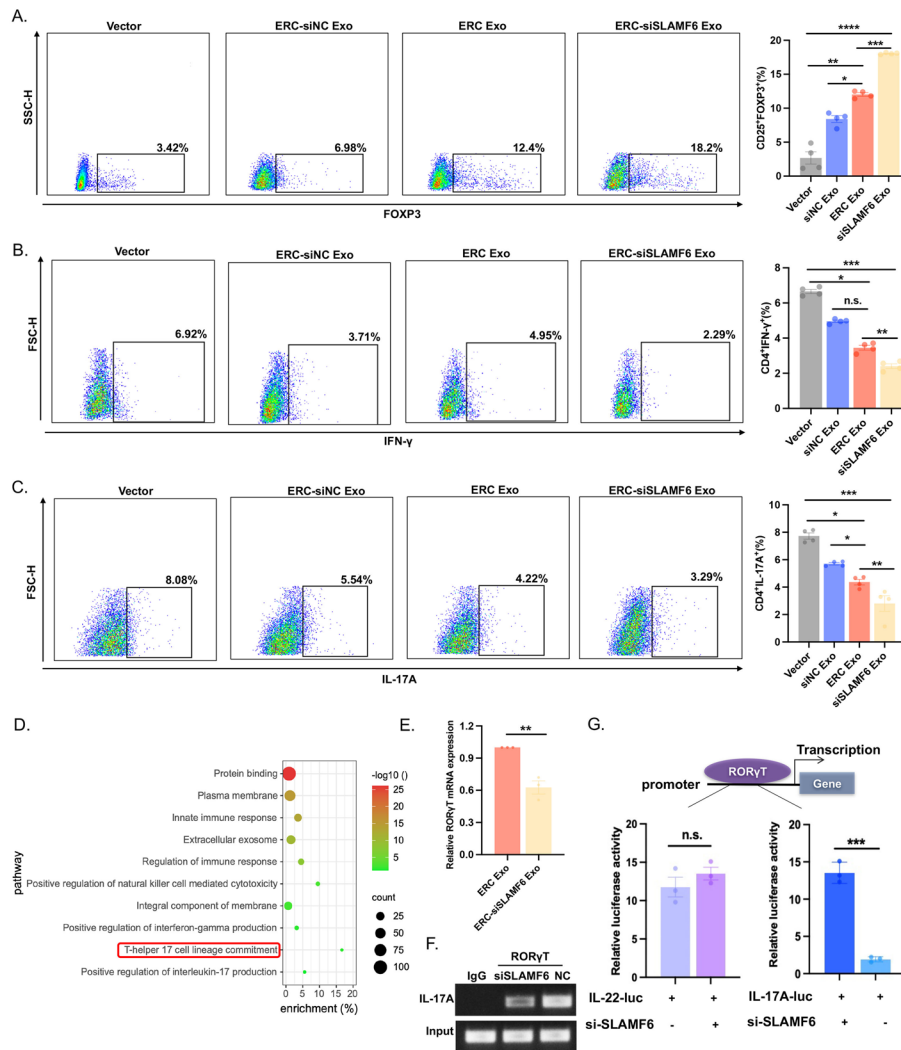 A.
Vector
ERC-siNC Exo
ERC Exo
ERC-siSLAMF6 Exo
SSC-H
3.42%
6.98%
12.4%
18.2%
FOXP3
CD25⁺FOXP3⁺(%)
20
15
10
5
0
****
**
***
*
Vector
siNC Exo
ERC Exo
siSLAMF6 Exo
B.
Vector
ERC-siNC Exo
ERC Exo
ERC-siSLAMF6 Exo
FSC-H
6.92%
3.71%
4.95%
2.29%
IFN-γ
CD4⁺IFN-γ⁺(%)
8
6
4
2
0
***
*
n.s.
**
Vector
siNC Exo
ERC Exo
siSLAMF6 Exo
C.
Vector
ERC-siNC Exo
ERC Exo
ERC-siSLAMF6 Exo
FSC-H
8.08%
5.54%
4.22%
3.29%
IL-17A
CD4⁺IL-17A⁺(%)
10
8
6
4
2
0
***
*
*
**
Vector
siNC Exo
ERC Exo
siSLAMF6 Exo
D.
pathway
Protein binding
Plasma membrane
Innate immune response
Extracellular exosome
Regulation of immune response
Positive regulation of natural killer cell mediated cytotoxicity
Integral component of membrane
Positive regulation of interferon-gamma production
T-helper 17 cell lineage commitment
Positive regulation of interleukin-17 production
0 5 10 15 20
enrichment (%)
-log10 ()
25
20
15
10
5
count
25
50
75
100
E.
Relative RORγT mRNA expression
1.2
0.9
0.6
0.3
0.0
**
ERC Exo
ERC-siSLAMF6 Exo
F.
RORγT
IgG siSLAMF6 NC
IL-17A
Input
G.
Transcription
RORγT
promoter
Gene
Relative luciferase activity
20
15
10
5
0
n.s.
IL-22-luc + +
si-SLAMF6 - +
Relative luciferase activity
20
15
10
5
0
***
IL-17A-luc + +
si-SLAMF6 + -